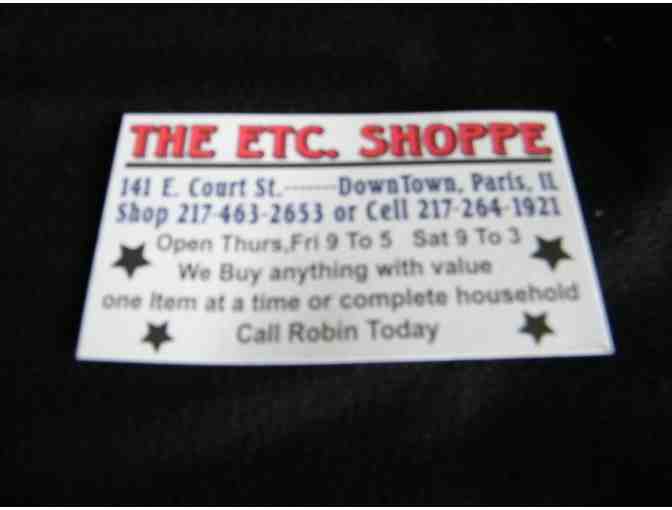 THE ETC. SHOPPE
141 E. Court St.-------DownTown, Paris, IL
Shop 217-463-2653 or Cell 217-264-1921
Open Thurs,Fri 9 To 5 Sat 9 To 3
We Buy anything with value
one Item at a time or complete household
Call Robin Today